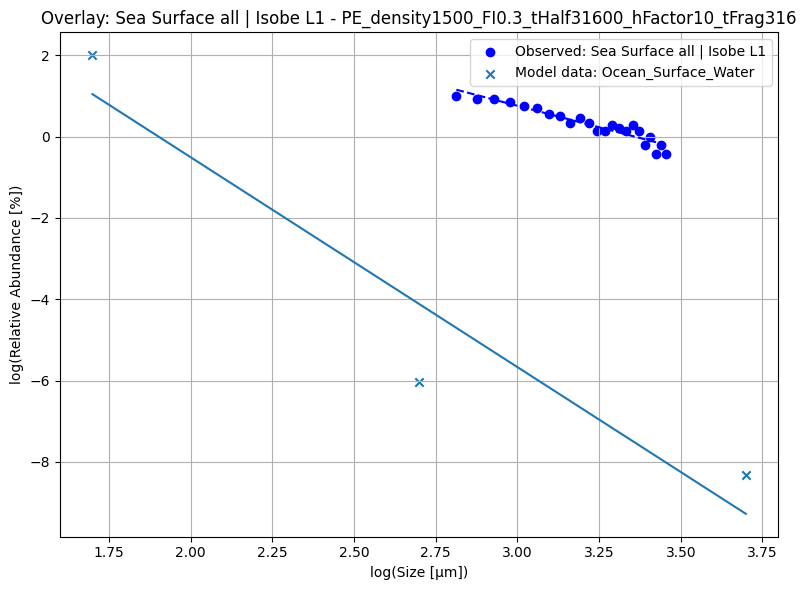 Overlay: Sea Surface all | Isobe L1 - PE_density1500_FI0.3_tHalf31600_hFactor10_tFrag316
Observed: Sea Surface all | Isobe L1
Model data: Ocean_Surface_Water
log(Relative Abundance [%])
2
0
−2
−4
−6
−8
1.75 2.00 2.25 2.50 2.75 3.00 3.25 3.50 3.75
log(Size [μm])